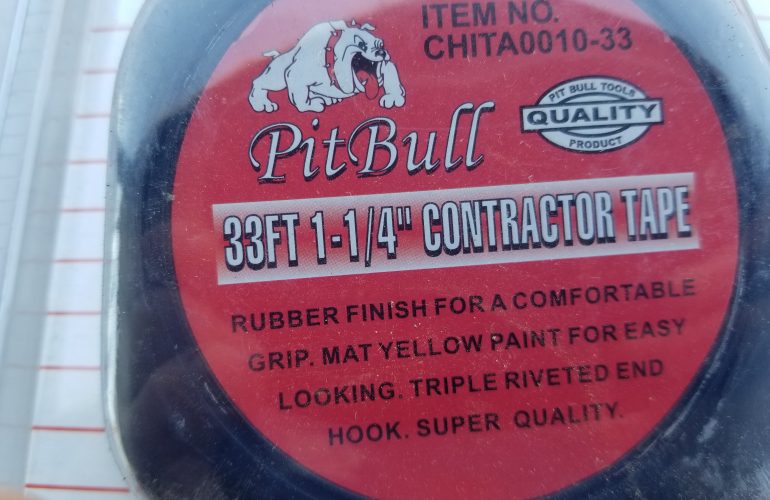 ITEM NO.
CHITA0010-33
PitBull
PIT BULL TOOLS
QUALITY
PRODUCT
33FT 1-1/4" CONTRACTOR TAPE
RUBBER FINISH FOR A COMFORTABLE
GRIP. MAT YELLOW PAINT FOR EASY
LOOKING. TRIPLE RIVETED END
HOOK. SUPER QUALITY.